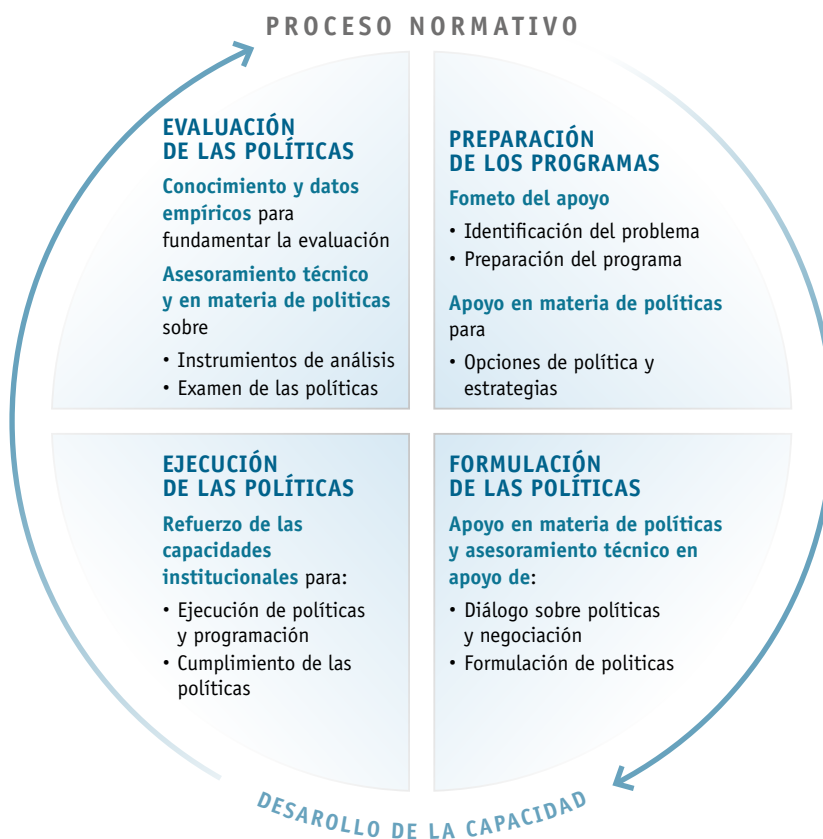 PROCESO NORMATIVO
EVALUACIÓN
DE LAS POLÍTICAS
Conocimiento y datos
empíricos para
fundamentar la evaluación
Asesoramiento técnico
y en materia de politicas
sobre
• Instrumientos de análisis
• Examen de las políticas
PREPARACIÓN
DE LOS PROGRAMAS
Fometo del apoyo
• Identificación del problema
• Preparación del programa
Apoyo en materia de políticas
para
• Opciones de política y
estrategias
EJECUCIÓN
DE LAS POLÍTICAS
Refuerzo de las
capacidades
institucionales para:
• Ejecución de políticas
y programación
• Cumplimiento de las
políticas
FORMULACIÓN
DE LAS POLÍTICAS
Apoyo en materia de políticas
y asesoramiento técnico en
apoyo de:
• Diálogo sobre políticas
y negociación
• Formulación de politicas
DESAROLLO DE LA CAPACIDAD